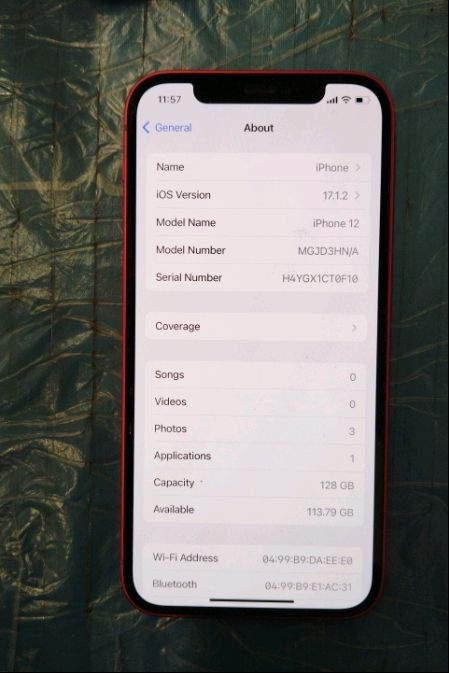 11:57
General
About
Name iPhone
iOS Version 17.1.2
Model Name iPhone 12
Model Number MGJD3HN/A
Serial Number H4YGX1CT0F10
Coverage
Songs 0
Videos 0
Photos 3
Applications 1
Capacity 128 GB
Available 113.79 GB
Wi-Fi Address 04:99:B9:DA:EE:E0
Bluetooth 04:99:B9:E1:AC:31